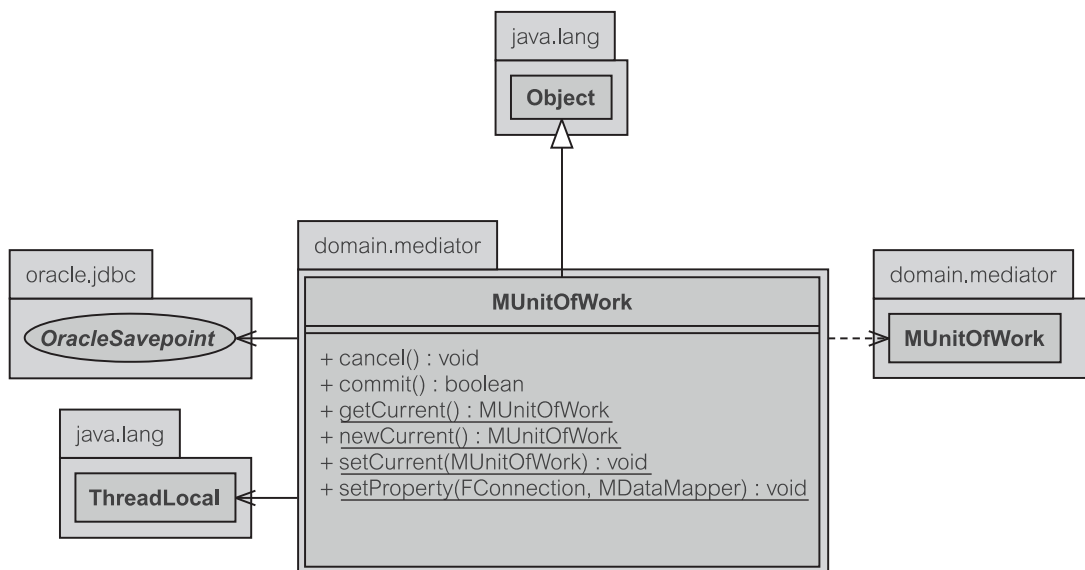 java.lang
Object
domain.mediator
oracle.jdbc
domain.mediator
MUnitOfWork
OracleSavepoint
MUnitOfWork
+ cancel() : void
+ commit() : boolean
+ getCurrent() : MUnitOfWork
+ newCurrent() : MUnitOfWork
+ setCurrent(MUnitOfWork) : void
+ setProperty(FConnection, MDataMapper) : void
java.lang
ThreadLocal